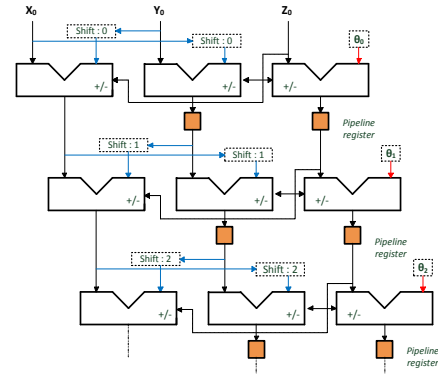 X₀ Y₀ Z₀
Shift : 0
Shift : 0
θ₀
+/-
+/-
+/-
Pipeline
register
Shift : 1
Shift : 1
θ₁
+/-
+/-
+/-
Pipeline
register
Shift : 2
Shift : 2
θ₂
+/-
+/-
+/-
Pipeline
register